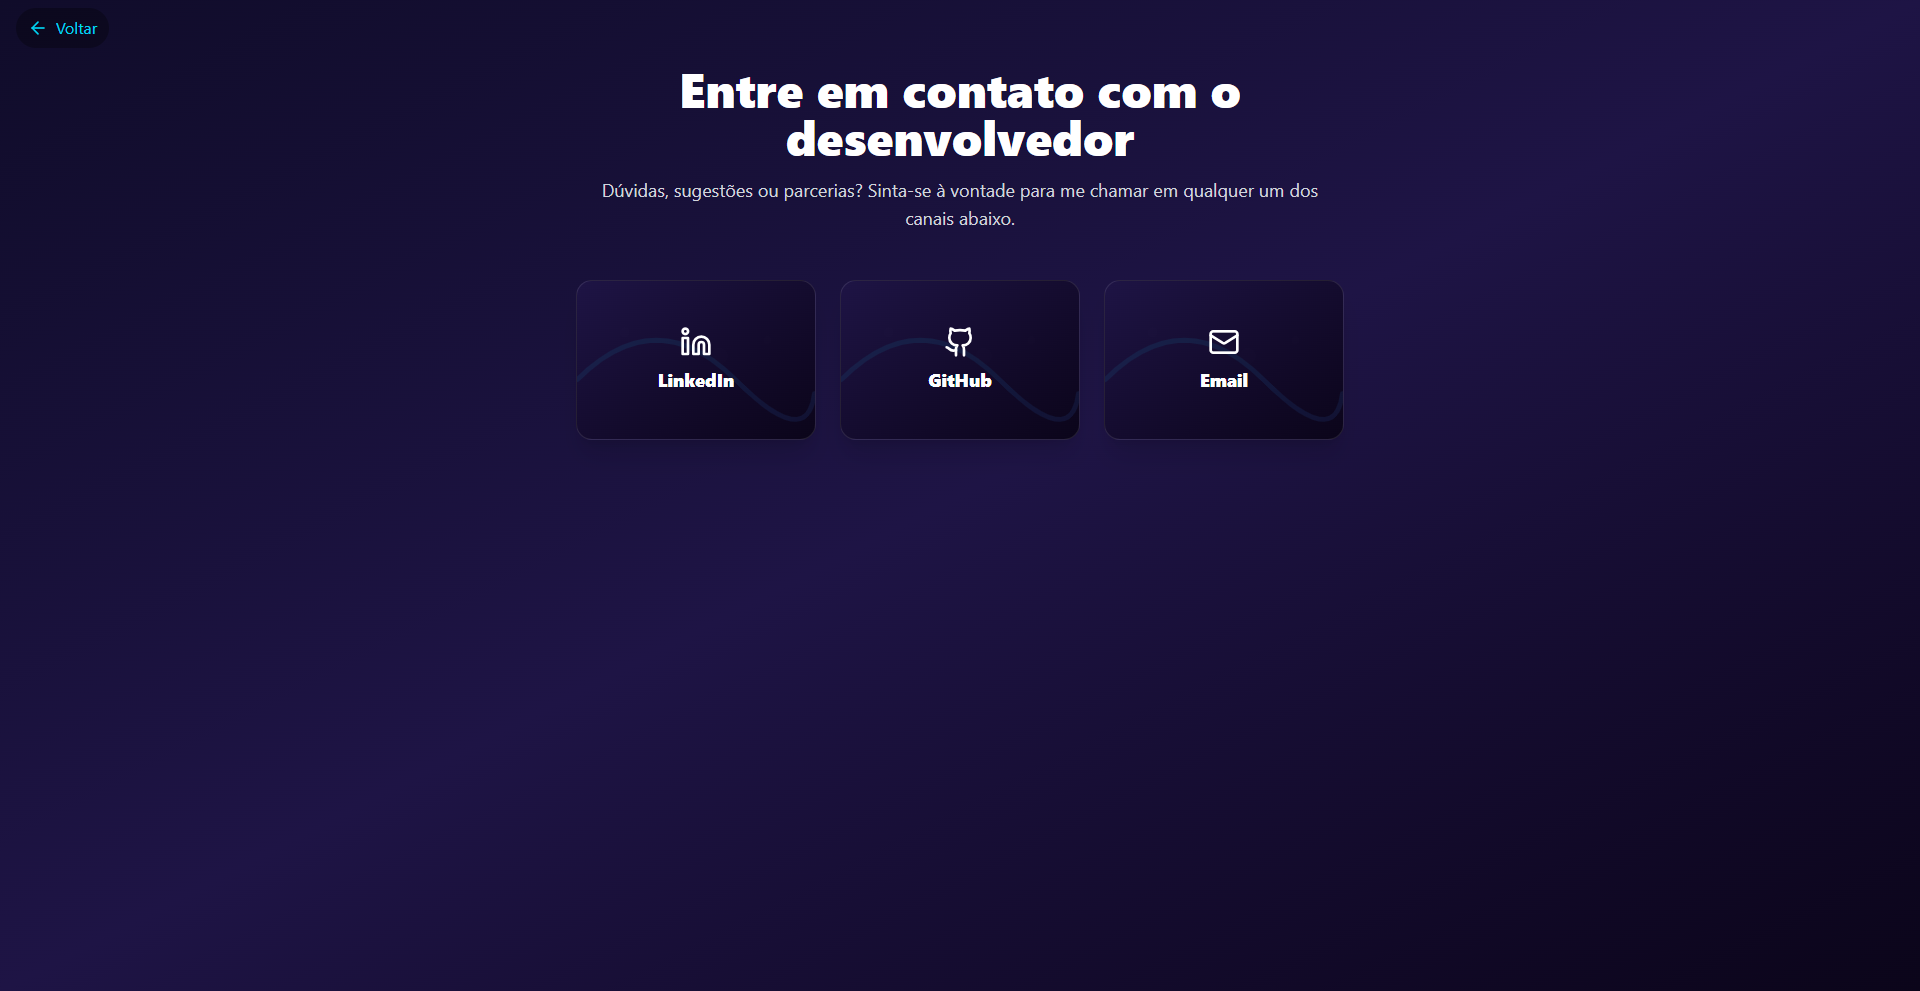 Voltar
Entre em contato com o
desenvolvedor
Dúvidas, sugestões ou parcerias? Sinta-se à vontade para me chamar em qualquer um dos
canais abaixo.
LinkedIn
GitHub
Email